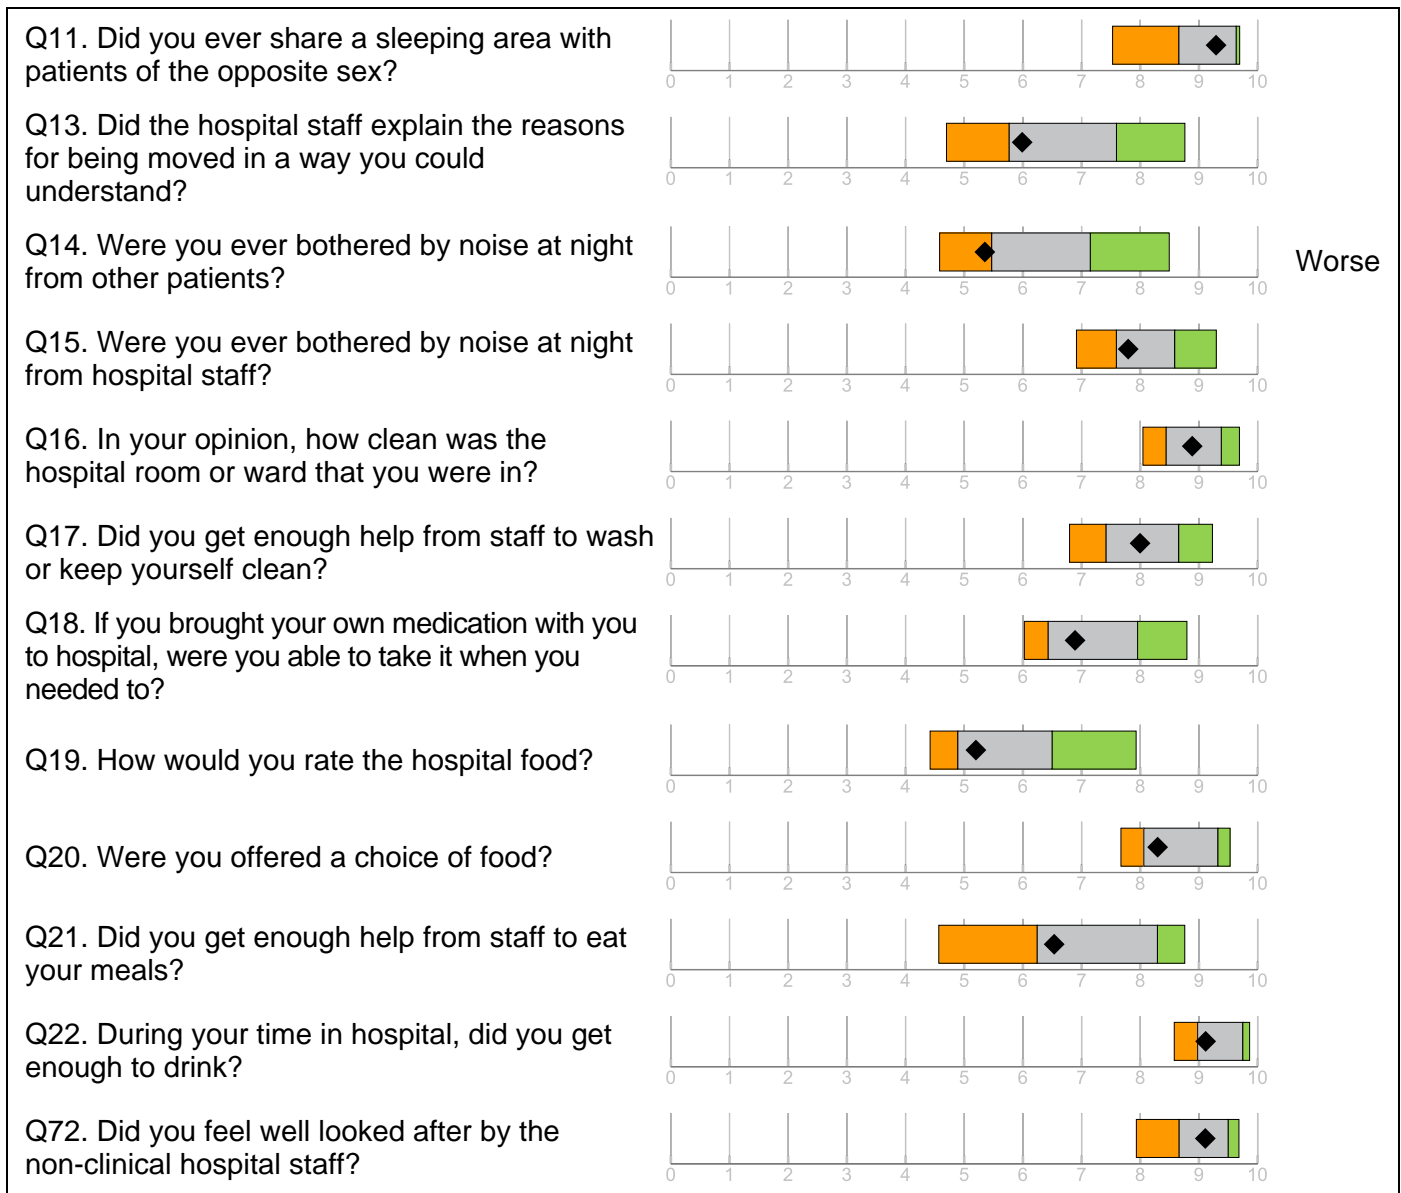 Q11. Did you ever share a sleeping area with
patients of the opposite sex?
0 1 2 3 4 5 6 7 8 9 10
Q13. Did the hospital staff explain the reasons
for being moved in a way you could
understand?
0 1 2 3 4 5 6 7 8 9 10
Q14. Were you ever bothered by noise at night
from other patients?
0 1 2 3 4 5 6 7 8 9 10
Worse
Q15. Were you ever bothered by noise at night
from hospital staff?
0 1 2 3 4 5 6 7 8 9 10
Q16. In your opinion, how clean was the
hospital room or ward that you were in?
0 1 2 3 4 5 6 7 8 9 10
Q17. Did you get enough help from staff to wash
or keep yourself clean?
0 1 2 3 4 5 6 7 8 9 10
Q18. If you brought your own medication with you
to hospital, were you able to take it when you
needed to?
0 1 2 3 4 5 6 7 8 9 10
Q19. How would you rate the hospital food?
0 1 2 3 4 5 6 7 8 9 10
Q20. Were you offered a choice of food?
0 1 2 3 4 5 6 7 8 9 10
Q21. Did you get enough help from staff to eat
your meals?
0 1 2 3 4 5 6 7 8 9 10
Q22. During your time in hospital, did you get
enough to drink?
0 1 2 3 4 5 6 7 8 9 10
Q72. Did you feel well looked after by the
non-clinical hospital staff?
0 1 2 3 4 5 6 7 8 9 10